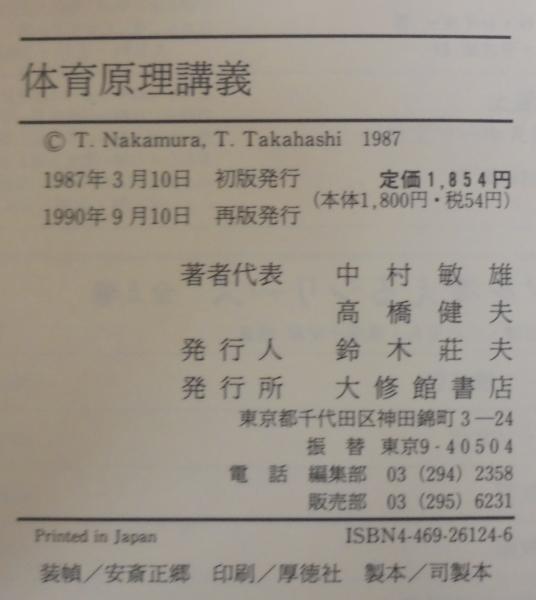 体育原理講義
© T. Nakamura, T. Takahashi 1987
1987年3月10日 初版発行 定価1,854円
(本体1,800円・税54円)
1990年9月10日 再版発行
著者代表 中村敏雄
高橋健夫
発行人 鈴木荘夫
発行所 大修館書店
東京都千代田区神田錦町3—24
振替 東京9-40504
電話 編集部 03 (294) 2358
販売部 03 (295) 6231
Printed in Japan ISBN4-469-26124-6
装幀/安斎正郷 印刷/厚徳社 製本/司製本